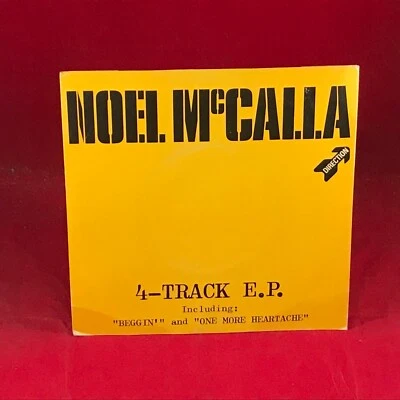 NOEL McCALLA
DIRECTION
4-TRACK E.P.
Including:
"BEGGIN'" and "ONE MORE HEARTACHE"